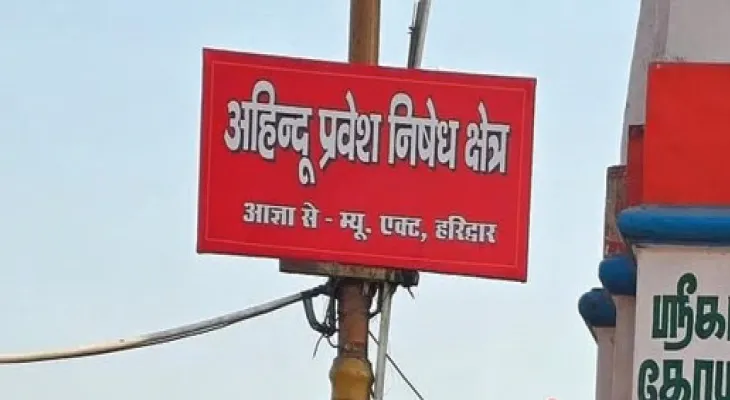 अहिन्दू प्रवेश निषेध क्षेत्र
आज्ञा से - म्यू. एक्ट, हरिद्वार